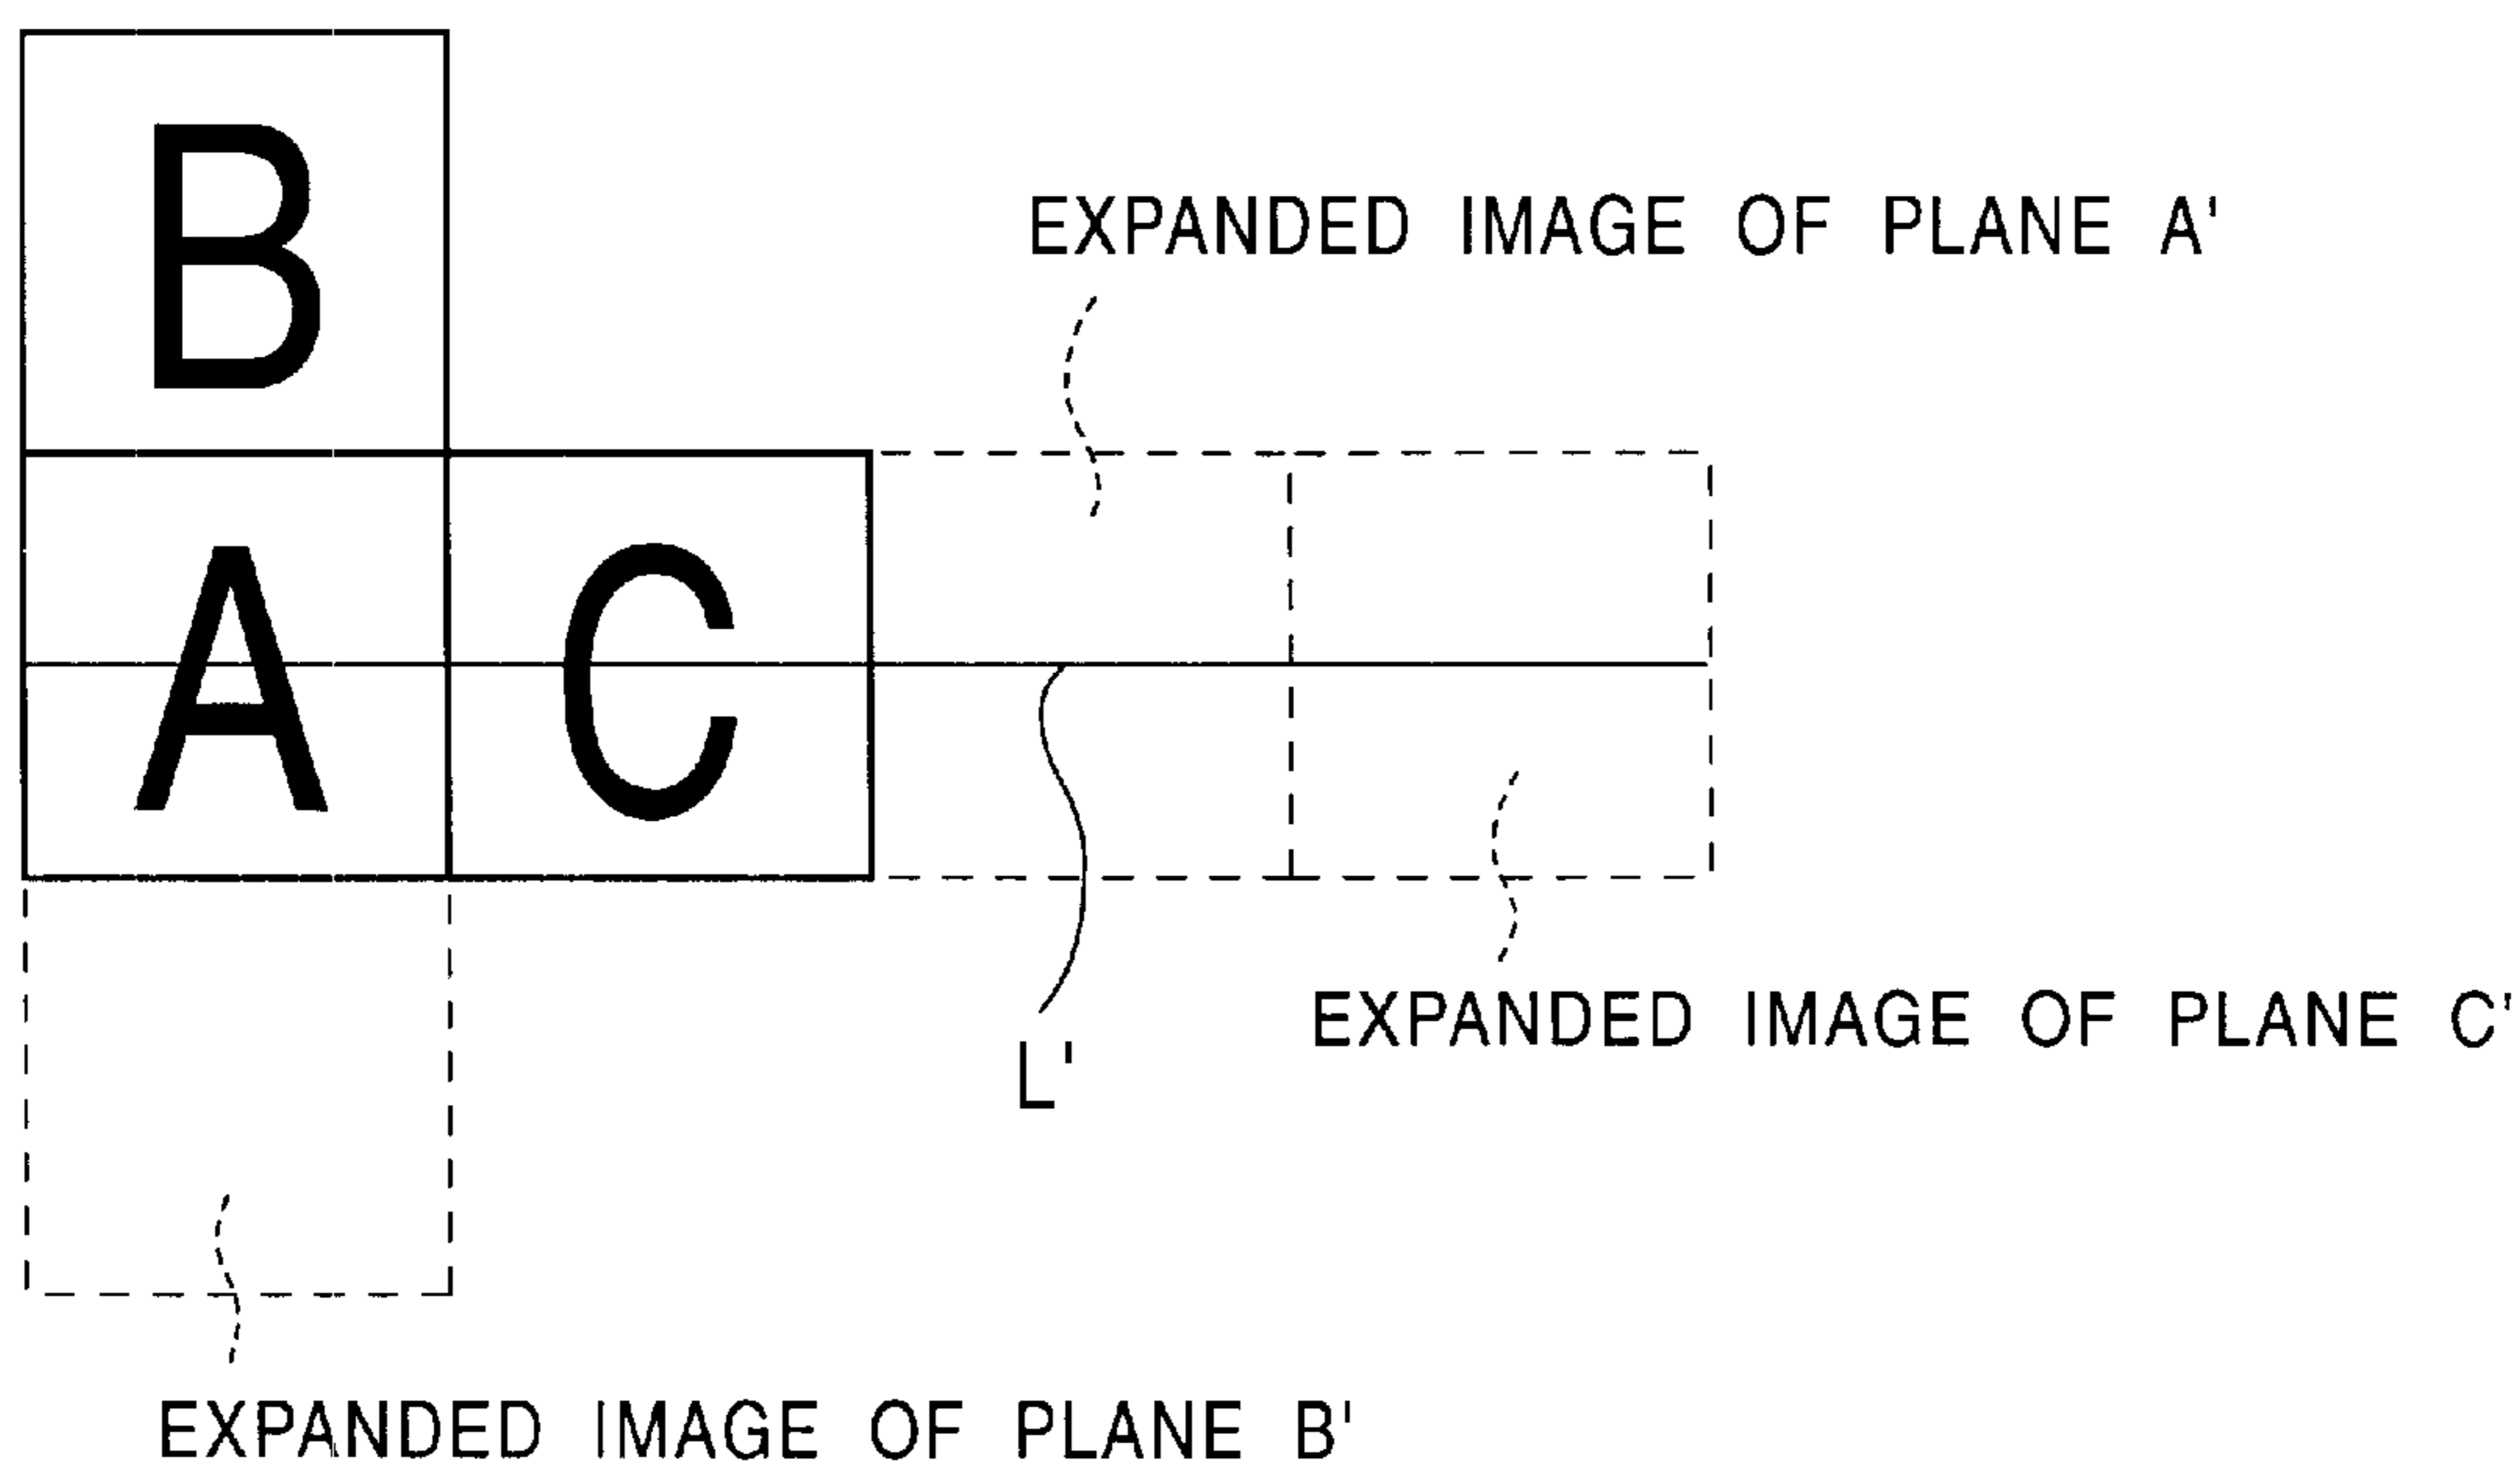 B
EXPANDED IMAGE OF PLANE A'
A C
EXPANDED IMAGE OF PLANE C'
L'
EXPANDED IMAGE OF PLANE B'